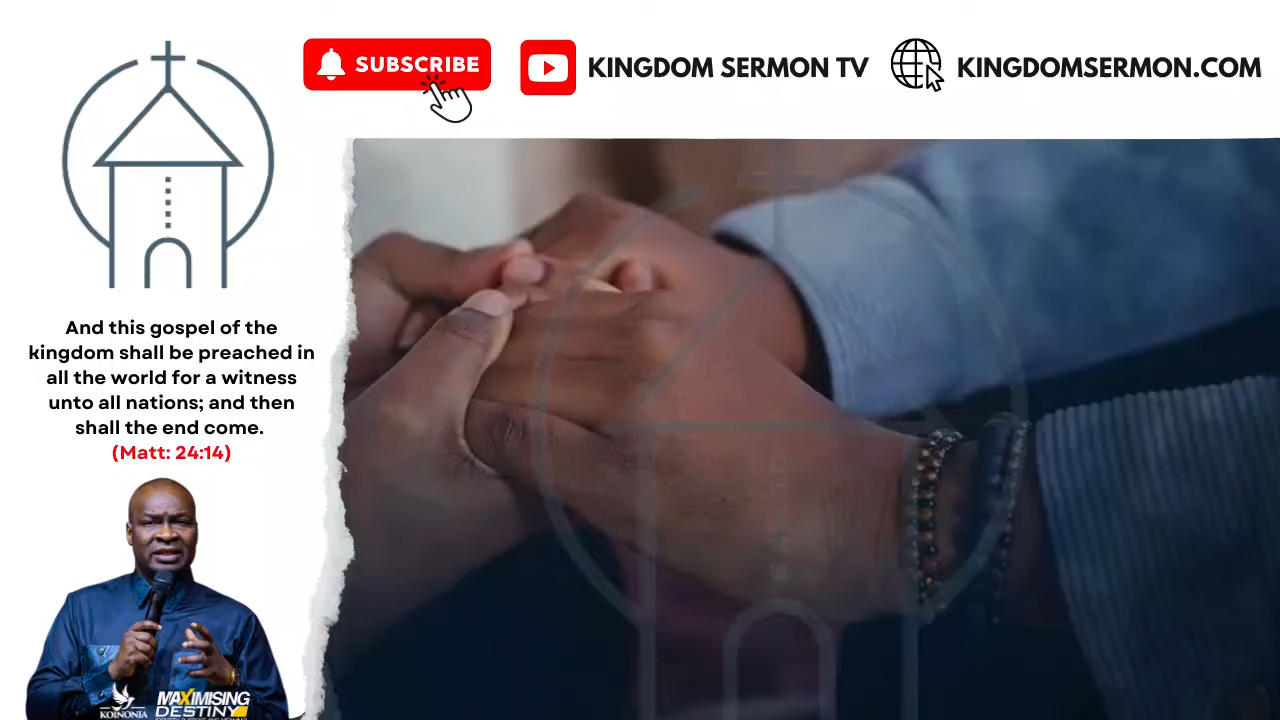 SUBSCRIBE
KINGDOM SERMON TV
KINGDOMSERMON.COM
And this gospel of the
kingdom shall be preached in
all the world for a witness
unto all nations; and then
shall the end come.
(Matt: 24:14)
KOINONIA
MAXIMISING
DESTINY